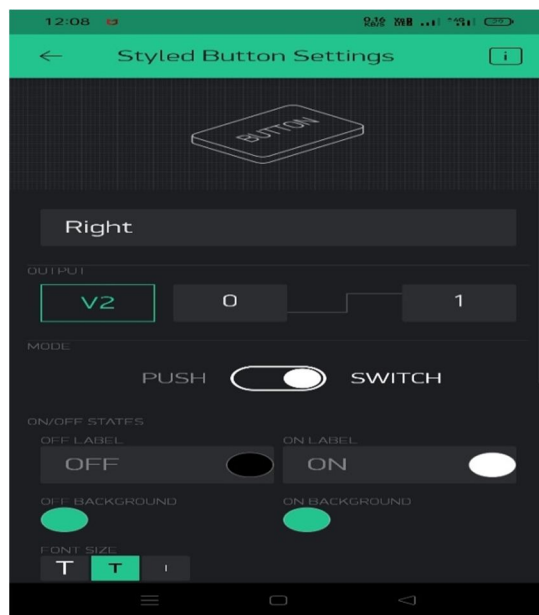 12:08
Styled Button Settings
i
BUTTON
Right
OUTPUT
V2 0 1
MODE
PUSH SWITCH
ON/OFF STATES
OFF LABEL ON LABEL
OFF ON
OFF BACKGROUND ON BACKGROUND
FONT SIZE
T T